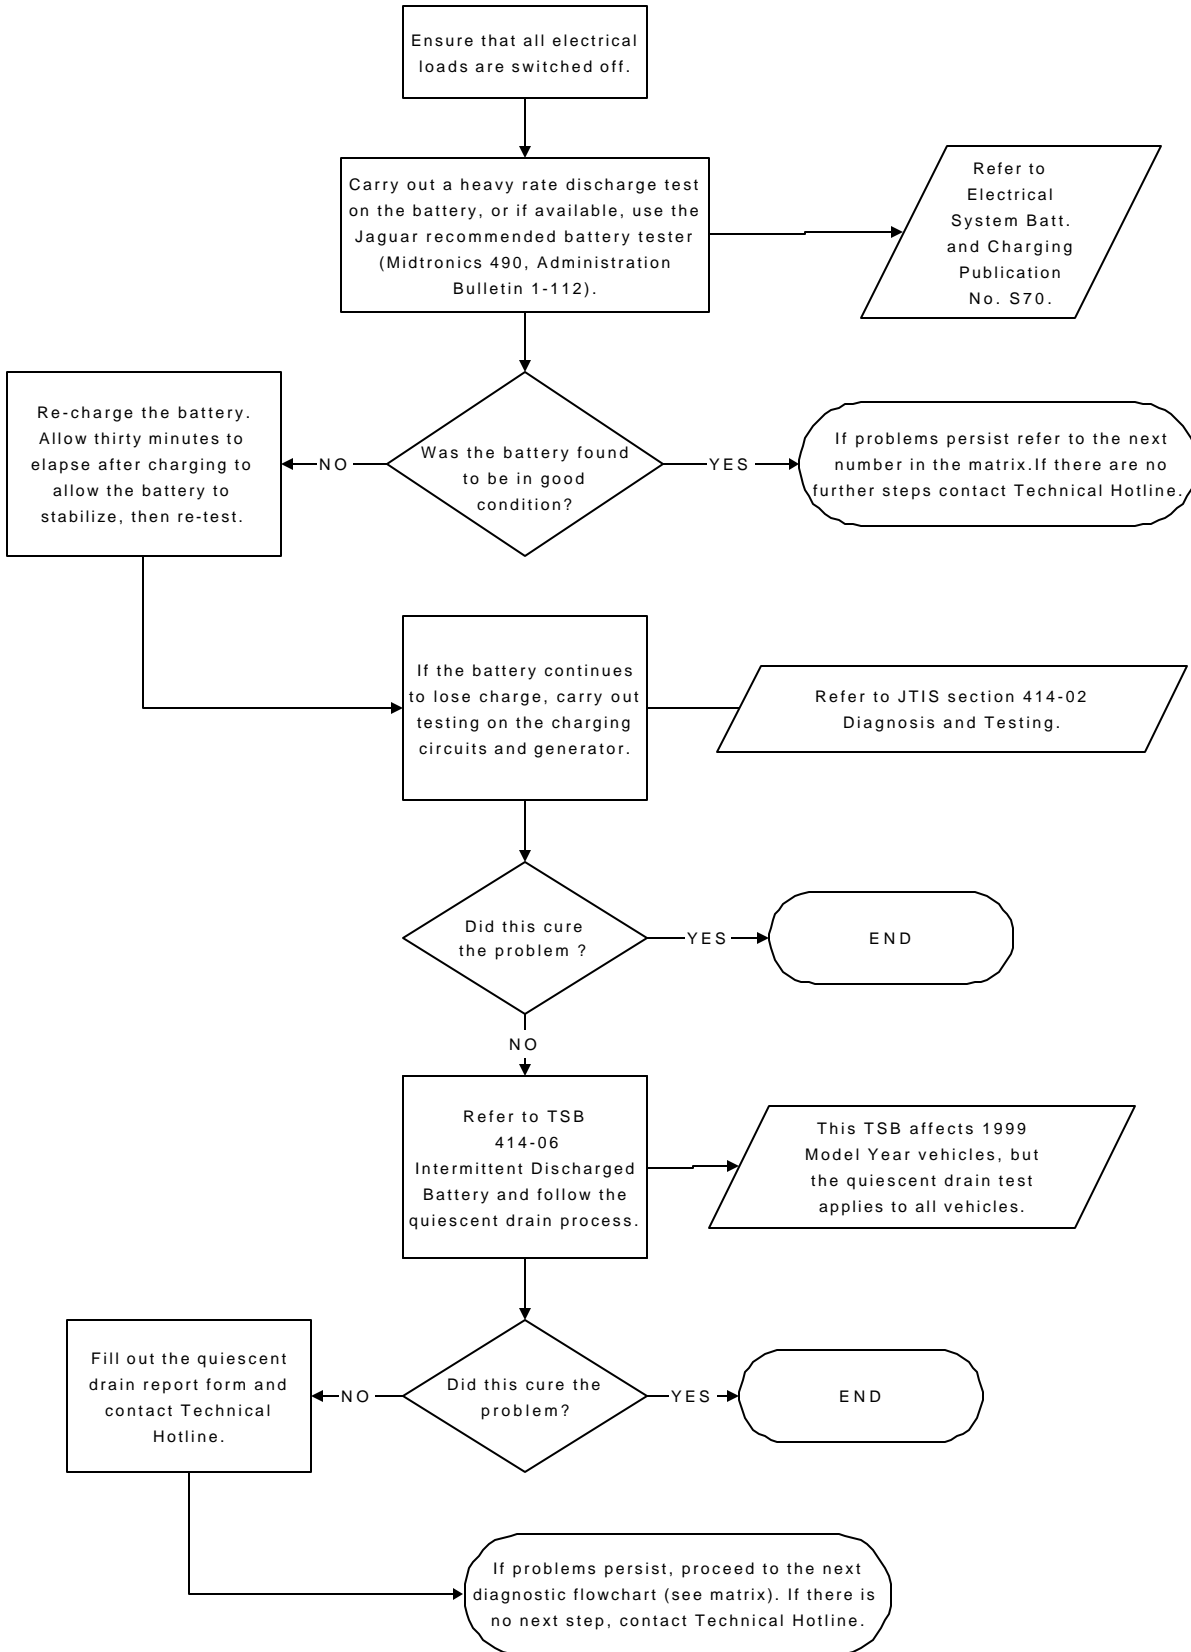 Ensure that all electrical
loads are switched off.
Carry out a heavy rate discharge test
on the battery, or if available, use the
Jaguar recommended battery tester
(Midtronics 490, Administration
Bulletin 1-112).
Refer to
Electrical
System Batt.
and Charging
Publication
No. S70.
Re-charge the battery.
Allow thirty minutes to
elapse after charging to
allow the battery to
stabilize, then re-test.
NO
Was the battery found
to be in good
condition?
YES
If problems persist refer to the next
number in the matrix.If there are no
further steps contact Technical Hotline.
If the battery continues
to lose charge, carry out
testing on the charging
circuits and generator.
Refer to JTIS section 414-02
Diagnosis and Testing.
Did this cure
the problem ?
YES
END
NO
Refer to TSB
414-06
Intermittent Discharged
Battery and follow the
quiescent drain process.
This TSB affects 1999
Model Year vehicles, but
the quiescent drain test
applies to all vehicles.
Fill out the quiescent
drain report form and
contact Technical
Hotline.
NO
Did this cure the
problem?
YES
END
If problems persist, proceed to the next
diagnostic flowchart (see matrix). If there is
no next step, contact Technical Hotline.